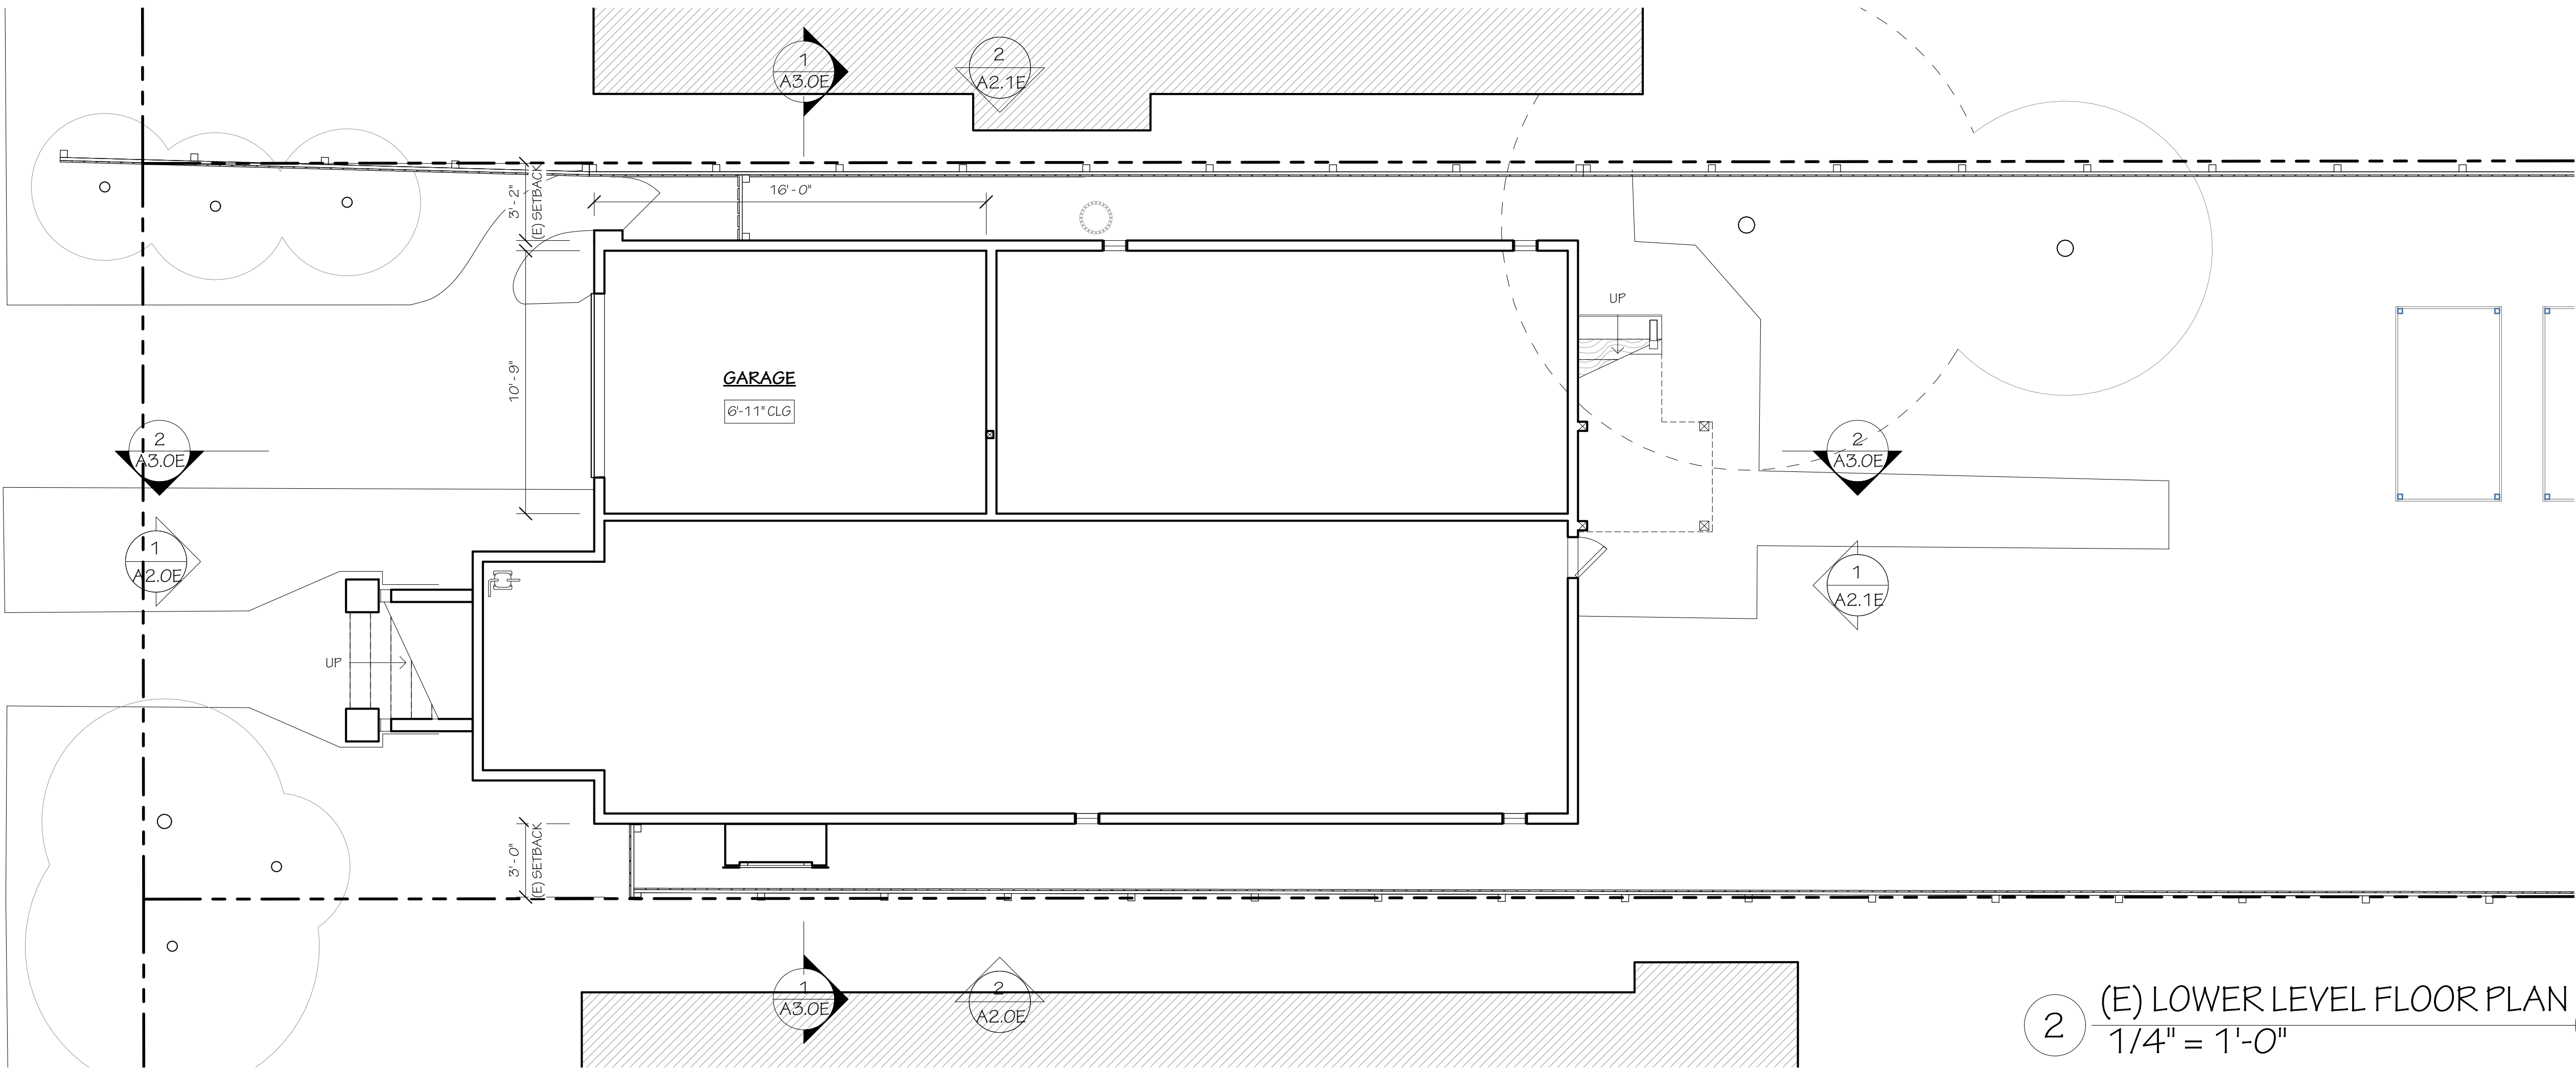 1
A3.0E
2
A2.1E
3'-2"
(E) SETBACK
16'-0"
UP
GARAGE
6'-11" CLG
10'-9"
2
A3.0E
2
A3.0E
1
A2.0E
1
A2.1E
UP
3'-0"
(E) SETBACK
1
A3.0E
2
A2.0E
2
(E) LOWER LEVEL FLOOR PLAN
1/4" = 1'-0"